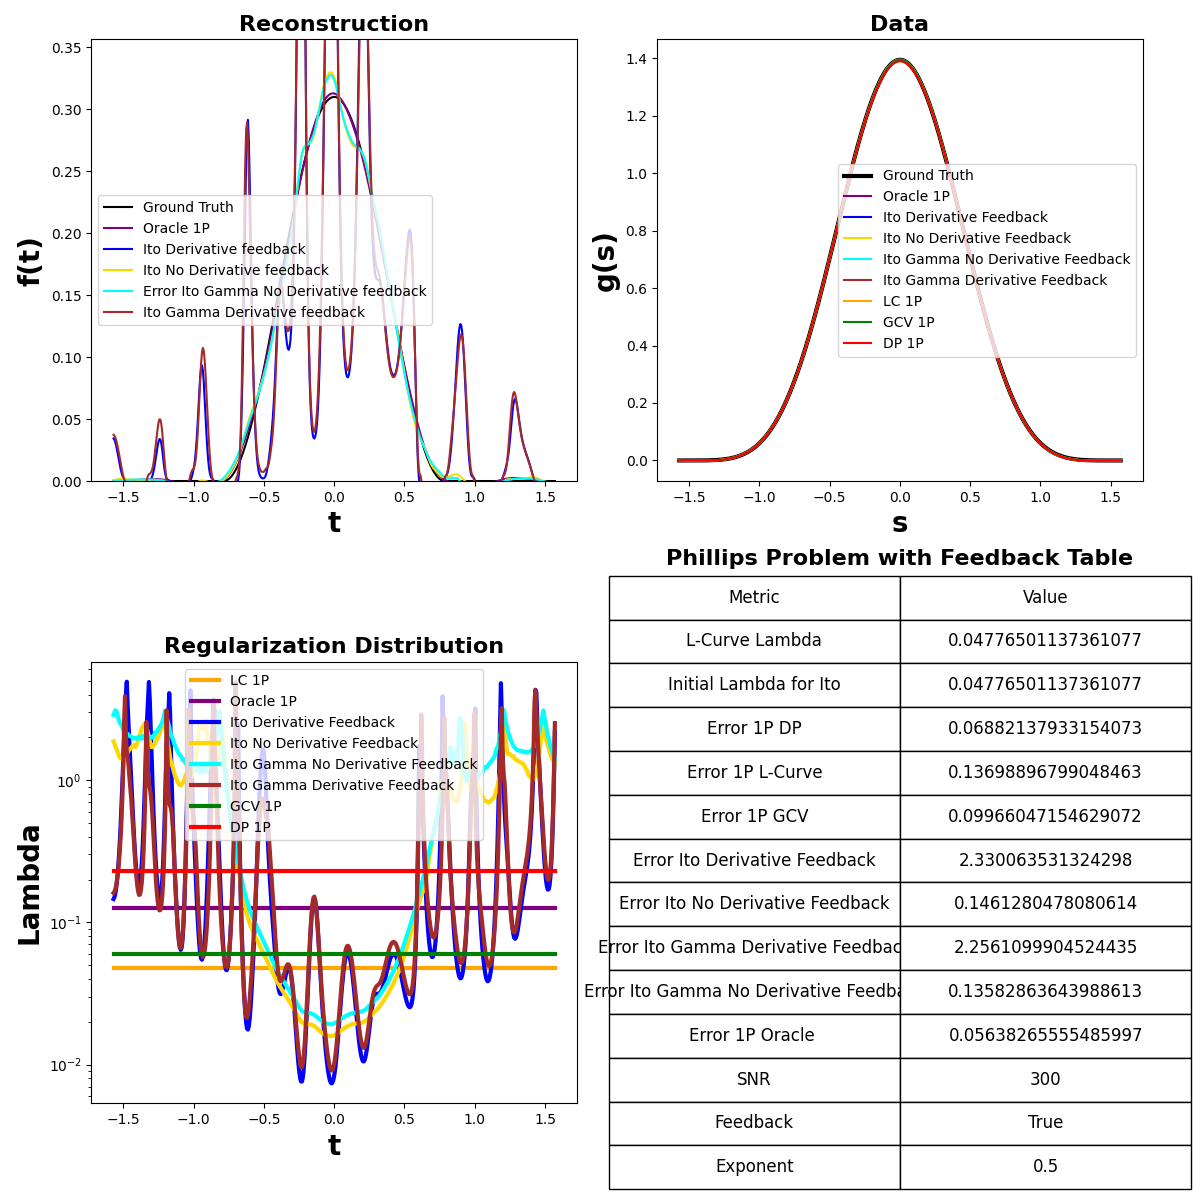 Reconstruction
0.35
0.30
0.25
0.20
0.15
0.10
0.05
0.00
f(t)
Ground Truth
Oracle 1P
Ito Derivative feedback
Ito No Derivative feedback
Error Ito Gamma No Derivative feedback
Ito Gamma Derivative feedback
−1.5 −1.0 −0.5 0.0 0.5 1.0 1.5
t
Data
1.4
1.2
1.0
0.8
0.6
0.4
0.2
0.0
g(s)
Ground Truth
Oracle 1P
Ito Derivative Feedback
Ito No Derivative Feedback
Ito Gamma No Derivative Feedback
Ito Gamma Derivative Feedback
LC 1P
GCV 1P
DP 1P
−1.5 −1.0 −0.5 0.0 0.5 1.0 1.5
s
Regularization Distribution
10⁰
10⁻¹
10⁻²
Lambda
LC 1P
Oracle 1P
Ito Derivative Feedback
Ito No Derivative Feedback
Ito Gamma No Derivative Feedback
Ito Gamma Derivative Feedback
GCV 1P
DP 1P
−1.5 −1.0 −0.5 0.0 0.5 1.0 1.5
t
Phillips Problem with Feedback Table
Metric Value
L-Curve Lambda 0.04776501137361077
Initial Lambda for Ito 0.04776501137361077
Error 1P DP 0.06882137933154073
Error 1P L-Curve 0.13698896799048463
Error 1P GCV 0.09966047154629072
Error Ito Derivative Feedback 2.330063531324298
Error Ito No Derivative Feedback 0.1461280478080614
Error Ito Gamma Derivative Feedbac 2.2561099904524435
Error Ito Gamma No Derivative Feedba 0.13582863643988613
Error 1P Oracle 0.05638265555485997
SNR 300
Feedback True
Exponent 0.5